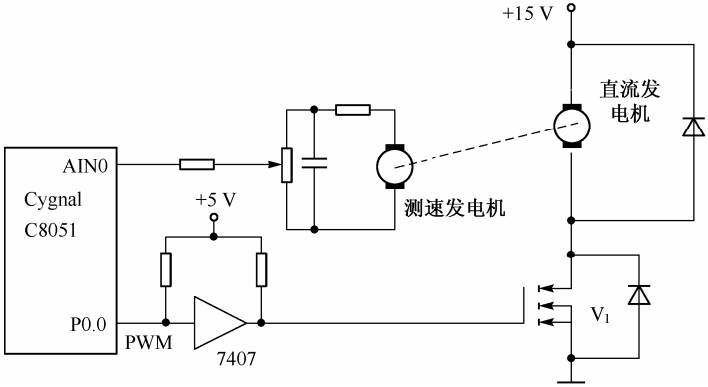 +15 V
直流发
电机
AIN0
Cygnal
C8051
+5 V
测速发电机
P0.0
PWM
7407
V1